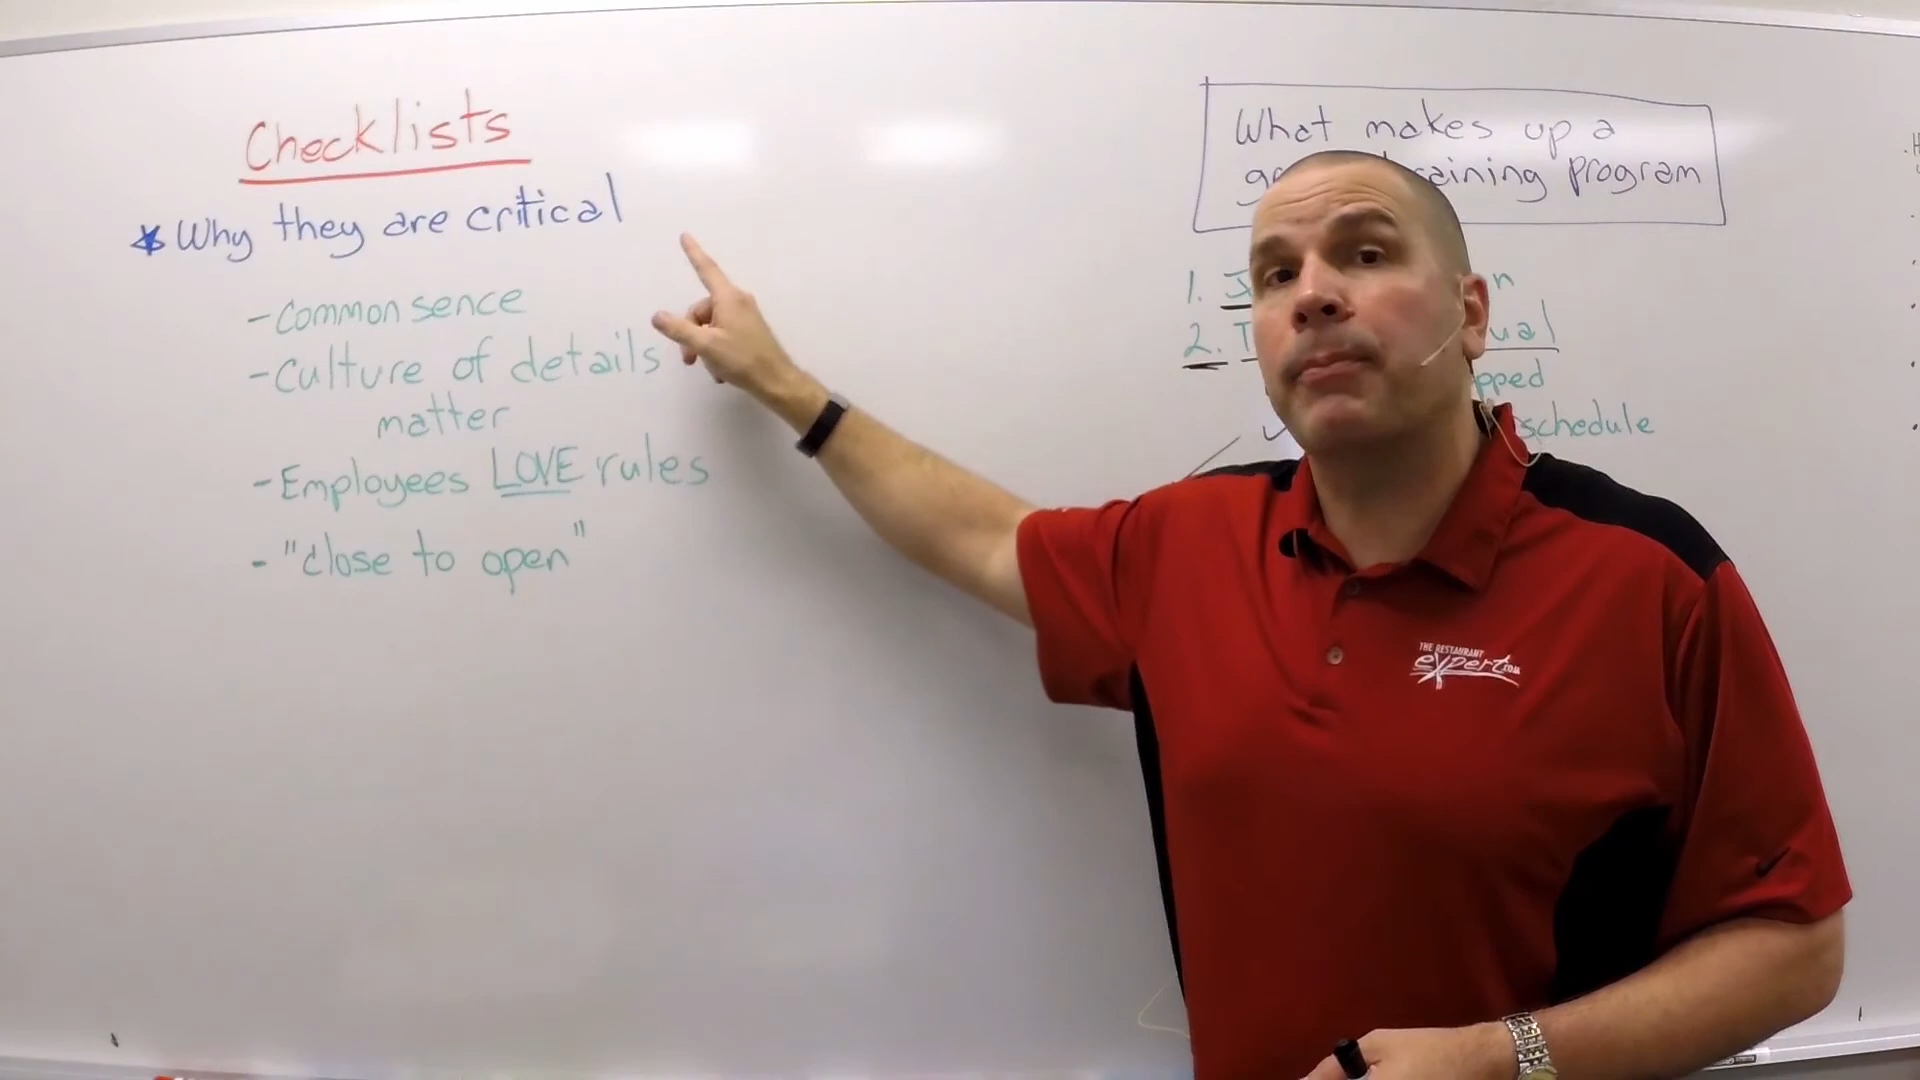 Checklists
Why they are critical
- Common sence
- Culture of details
matter
- Employees LOVE rules
- "close to open"
What makes up a
training program
1.
2.
schedule
THE RESTAURANT
expert.com